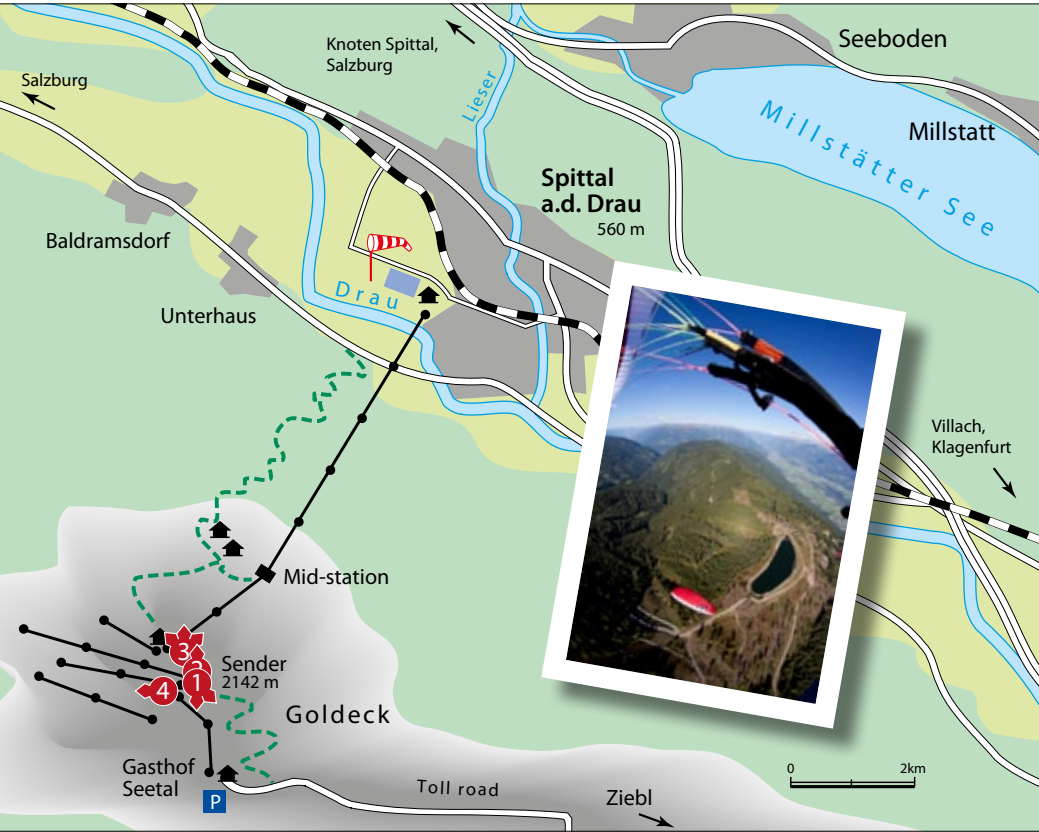 Seeboden
Knoten Spittal,
Salzburg
Salzburg
Lieser
Millstätter See
Millstatt
Spittal
a.d. Drau
560 m
Baldramsdorf
Drau
Unterhaus
Villach,
Klagenfurt
Mid-station
3
2
1
4
Sender
2142 m
Goldeck
Gasthof
Seetal
P
Toll road
Ziebl
0 2km